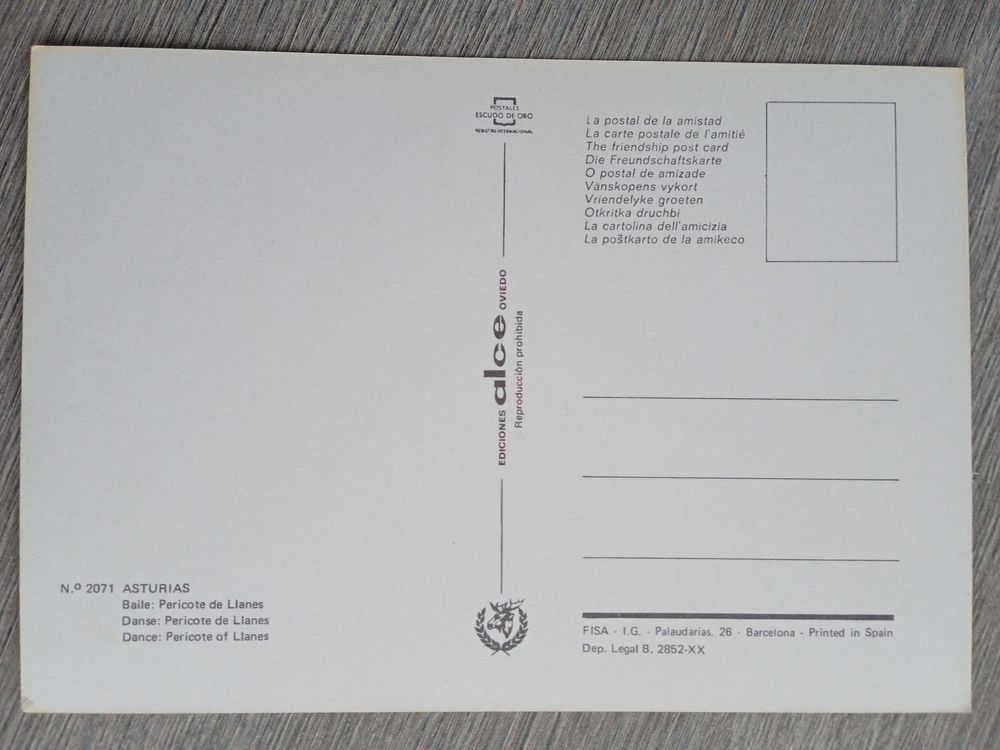 POSTALES
ESCUDO DE ORO
REGISTRO INTERNACIONAL
La postal de la amistad
La carte postale de l'amitié
The friendship post card
Die Freundschaftskarte
O postal de amizade
Vänskopens vykort
Vriendelyke groeten
Otkritka druchbi
La cartolina dell'amicizia
La poŝtkarto de la amikeco
EDICIONES alce OVIEDO
Reproducción prohibida
N.º 2071 ASTURIAS
Baile: Pericote de Llanes
Danse: Pericote de Llanes
Dance: Pericote of Llanes
FISA - I.G. - Palaudarias, 26 - Barcelona - Printed in Spain
Dep. Legal B. 2852-XX